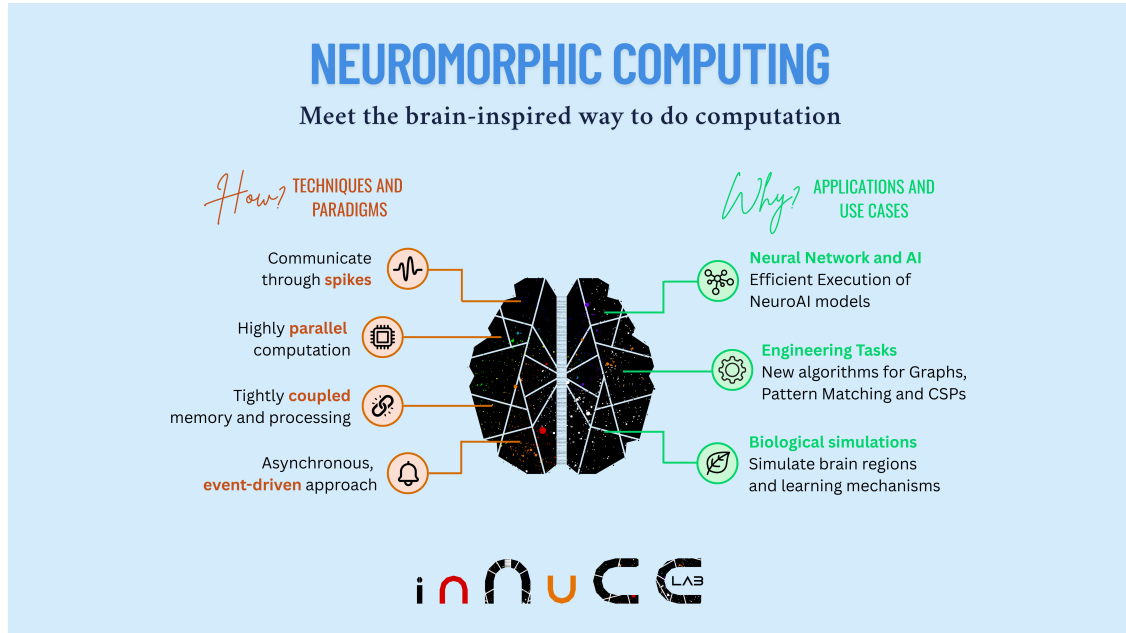 NEUROMORPHIC COMPUTING
Meet the brain-inspired way to do computation
How?
TECHNIQUES AND
PARADIGMS
Communicate
through spikes
Highly parallel
computation
Tightly coupled
memory and processing
Asynchronous,
event-driven approach
Why?
APPLICATIONS AND
USE CASES
Neural Network and AI
Efficient Execution of
NeuroAI models
Engineering Tasks
New algorithms for Graphs,
Pattern Matching and CSPs
Biological simulations
Simulate brain regions
and learning mechanisms
inNuCE
LAB